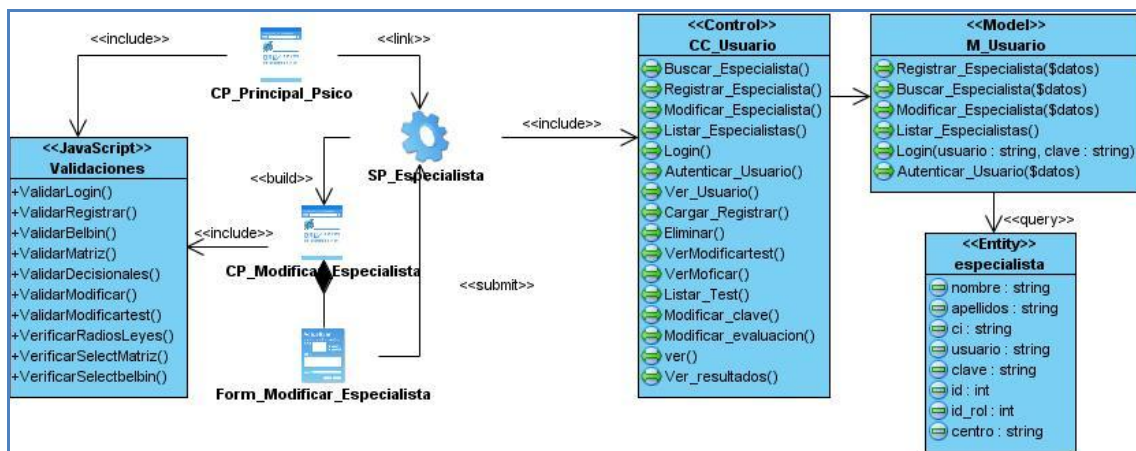 <<include>>
<<link>>
CP_Principal_Psico
<<JavaScript>>
Validaciones
+ValidarLogin()
+ValidarRegistrar()
+ValidarBelbin()
+ValidarMatriz()
+ValidarDecisionales()
+ValidarModificar()
+ValidarModificartest()
+VerificarRadiosLeyes()
+VerificarSelectMatriz()
+VerificarSelectbelbin()
<<build>>
SP_Especialista
<<include>>
CP_Modificar_Especialista
<<submit>>
Form_Modificar_Especialista
<<include>>
<<Control>>
CC_Usuario
Buscar_Especialista()
Registrar_Especialista()
Modificar_Especialista()
Listar_Especialistas()
Login()
Autenticar_Usuario()
Ver_Usuario()
Cargar_Registrar()
Eliminar()
VerModificartest()
VerMoficar()
Listar_Test()
Modificar_clave()
Modificar_evaluacion()
ver()
Ver_resultados()
<<Model>>
M_Usuario
Registrar_Especialista($datos)
Buscar_Especialista($datos)
Modificar_Especialista($datos)
Listar_Especialistas()
Login(usuario : string, clave : string)
Autenticar_Usuario($datos)
<<query>>
<<Entity>>
especialista
nombre : string
apellidos : string
ci : string
usuario : string
clave : string
id : int
id_rol : int
centro : string